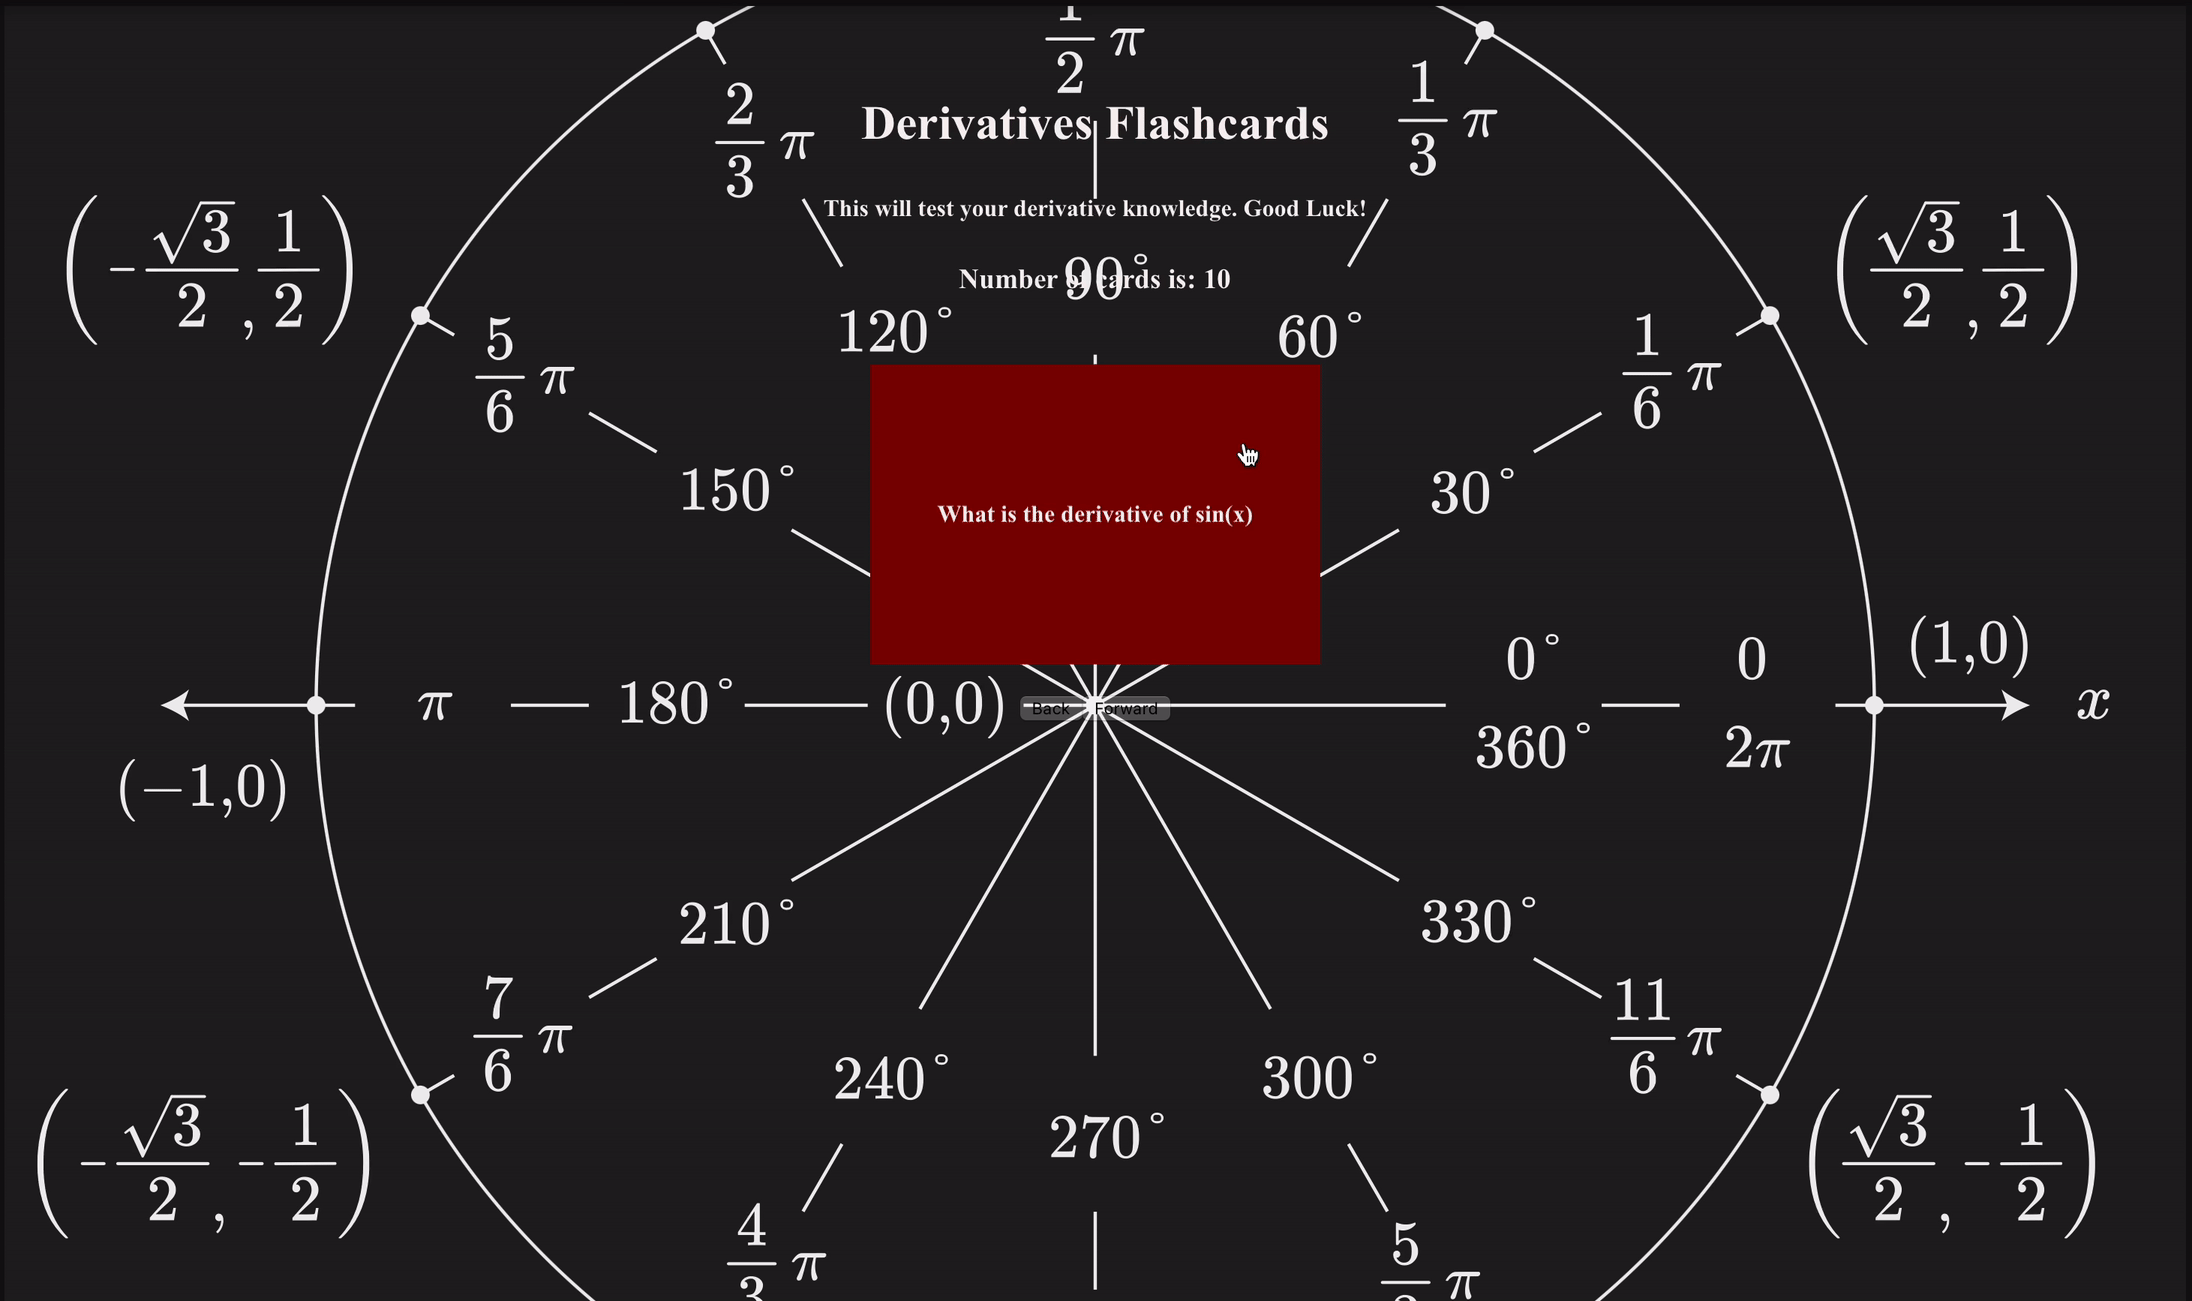 1/2 π
2/3 π
Derivatives Flashcards
1/3 π
This will test your derivative knowledge. Good Luck!
(-√3/2, 1/2)
(√3/2, 1/2)
90°
Number of cards is: 10
120°
60°
5/6 π
1/6 π
150°
30°
What is the derivative of sin(x)
0°
0
(1,0)
π
180°
(0,0)
Back
Forward
x
360°
2π
(−1,0)
210°
330°
7/6 π
11/6 π
240°
300°
270°
(-√3/2, -1/2)
(√3/2, -1/2)
4/3 π
5/3 π